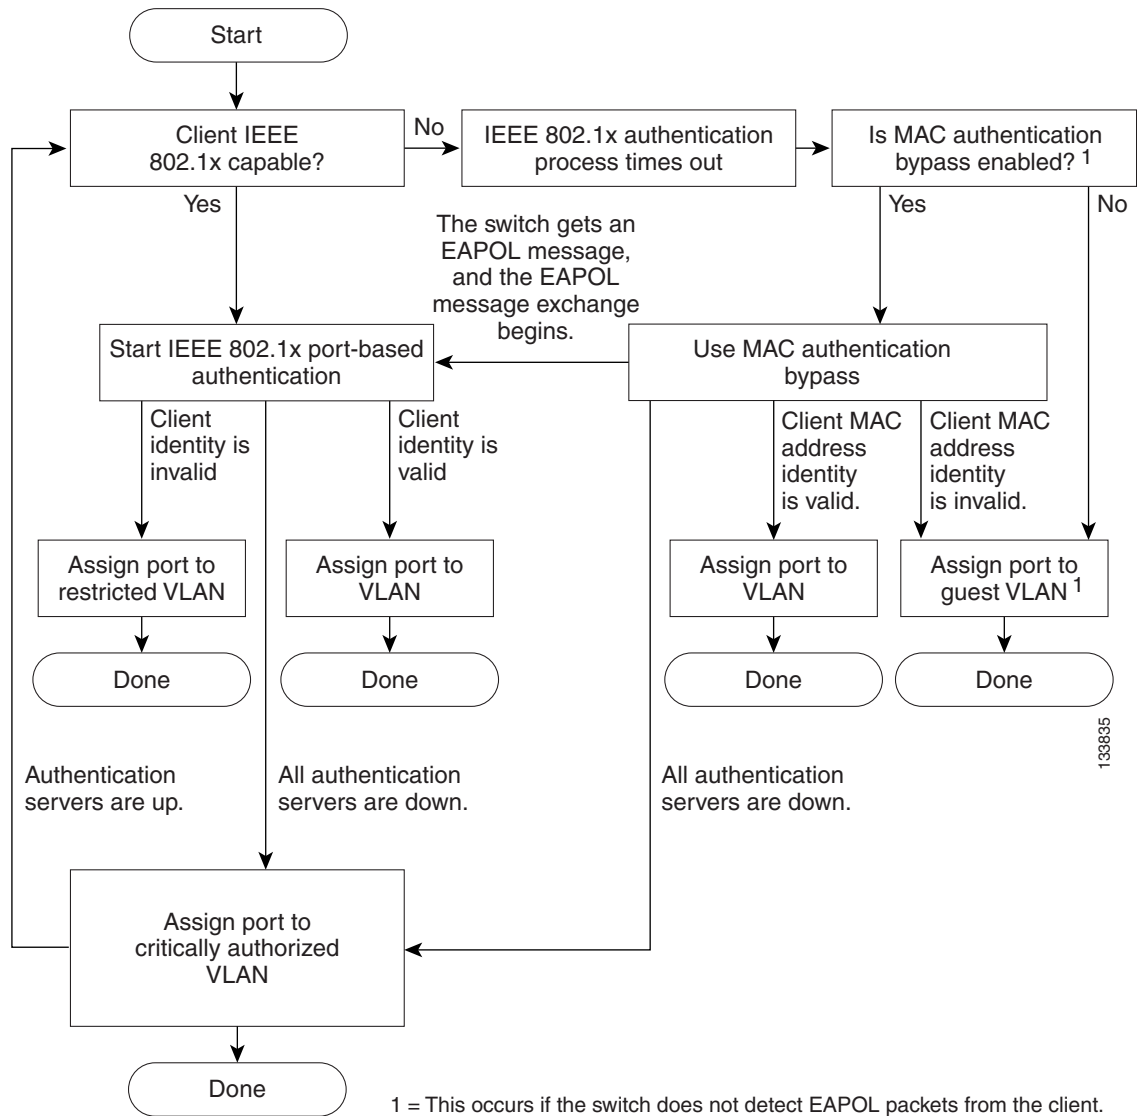 Start
Client IEEE
802.1x capable?
No
IEEE 802.1x authentication
process times out
Is MAC authentication
bypass enabled? 1
Yes
The switch gets an
EAPOL message,
and the EAPOL
message exchange
begins.
Yes
No
Start IEEE 802.1x port-based
authentication
Use MAC authentication
bypass
Client
identity is
invalid
Client
identity is
valid
Client MAC
address
identity
is valid.
Client MAC
address
identity
is invalid.
Assign port to
restricted VLAN
Assign port to
VLAN
Assign port to
VLAN
Assign port to
guest VLAN 1
Done
Done
Done
Done
133835
Authentication
servers are up.
All authentication
servers are down.
All authentication
servers are down.
Assign port to
critically authorized
VLAN
Done
1 = This occurs if the switch does not detect EAPOL packets from the client.